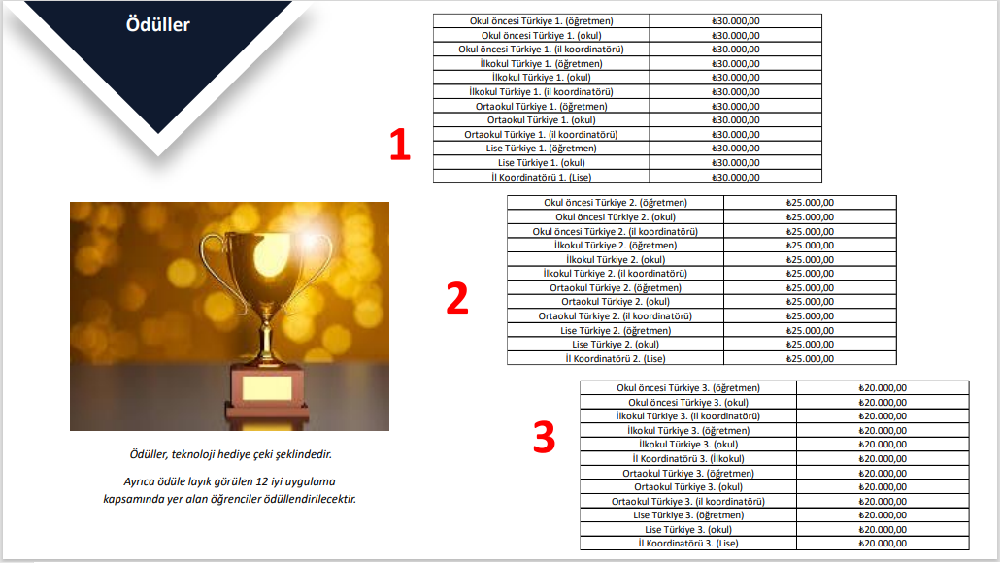 Ödüller
1
Okul öncesi Türkiye 1. (öğretmen) ₺30.000,00
Okul öncesi Türkiye 1. (okul) ₺30.000,00
Okul öncesi Türkiye 1. (il koordinatörü) ₺30.000,00
İlkokul Türkiye 1. (öğretmen) ₺30.000,00
İlkokul Türkiye 1. (okul) ₺30.000,00
İlkokul Türkiye 1. (il koordinatörü) ₺30.000,00
Ortaokul Türkiye 1. (öğretmen) ₺30.000,00
Ortaokul Türkiye 1. (okul) ₺30.000,00
Ortaokul Türkiye 1. (il koordinatörü) ₺30.000,00
Lise Türkiye 1. (öğretmen) ₺30.000,00
Lise Türkiye 1. (okul) ₺30.000,00
İl Koordinatörü 1. (Lise) ₺30.000,00
2
Okul öncesi Türkiye 2. (öğretmen) ₺25.000,00
Okul öncesi Türkiye 2. (okul) ₺25.000,00
Okul öncesi Türkiye 2. (il koordinatörü) ₺25.000,00
İlkokul Türkiye 2. (öğretmen) ₺25.000,00
İlkokul Türkiye 2. (okul) ₺25.000,00
İlkokul Türkiye 2. (il koordinatörü) ₺25.000,00
Ortaokul Türkiye 2. (öğretmen) ₺25.000,00
Ortaokul Türkiye 2. (okul) ₺25.000,00
Ortaokul Türkiye 2. (il koordinatörü) ₺25.000,00
Lise Türkiye 2. (öğretmen) ₺25.000,00
Lise Türkiye 2. (okul) ₺25.000,00
İl Koordinatörü 2. (Lise) ₺25.000,00
3
Okul öncesi Türkiye 3. (öğretmen) ₺20.000,00
Okul öncesi Türkiye 3. (okul) ₺20.000,00
İlkokul Türkiye 3. (il koordinatörü) ₺20.000,00
İlkokul Türkiye 3. (öğretmen) ₺20.000,00
İlkokul Türkiye 3. (okul) ₺20.000,00
İl Koordinatörü 3. (İlkokul) ₺20.000,00
Ortaokul Türkiye 3. (öğretmen) ₺20.000,00
Ortaokul Türkiye 3. (okul) ₺20.000,00
Ortaokul Türkiye 3. (il koordinatörü) ₺20.000,00
Lise Türkiye 3. (öğretmen) ₺20.000,00
Lise Türkiye 3. (okul) ₺20.000,00
İl Koordinatörü 3. (Lise) ₺20.000,00
Ödüller, teknoloji hediye çeki şeklindedir.
Ayrıca ödüle layık görülen 12 iyi uygulama
kapsamında yer alan öğrenciler ödüllendirilecektir.